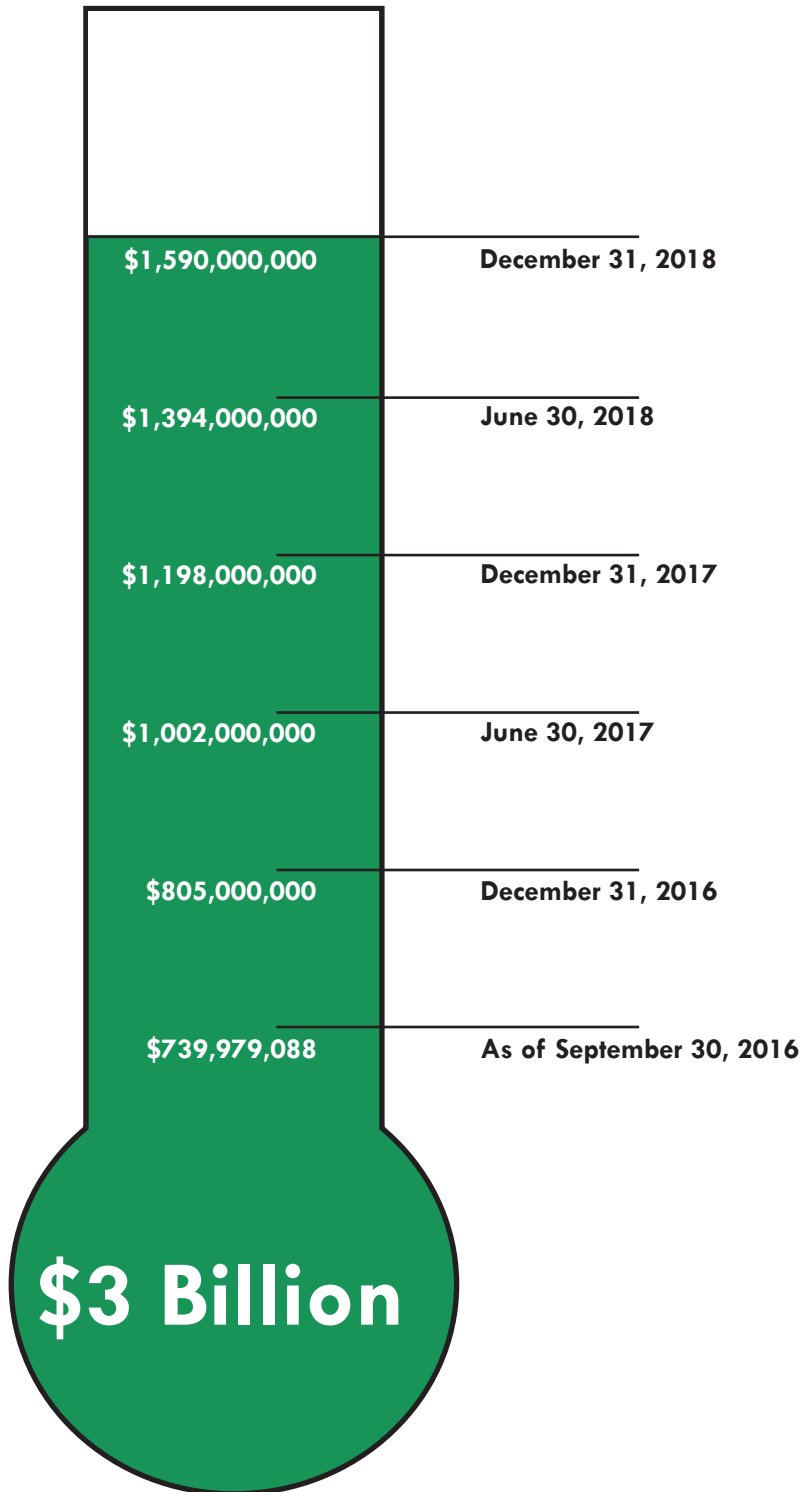 $1,590,000,000 December 31, 2018
$1,394,000,000 June 30, 2018
$1,198,000,000 December 31, 2017
$1,002,000,000 June 30, 2017
$805,000,000 December 31, 2016
$739,979,088 As of September 30, 2016
$3 Billion